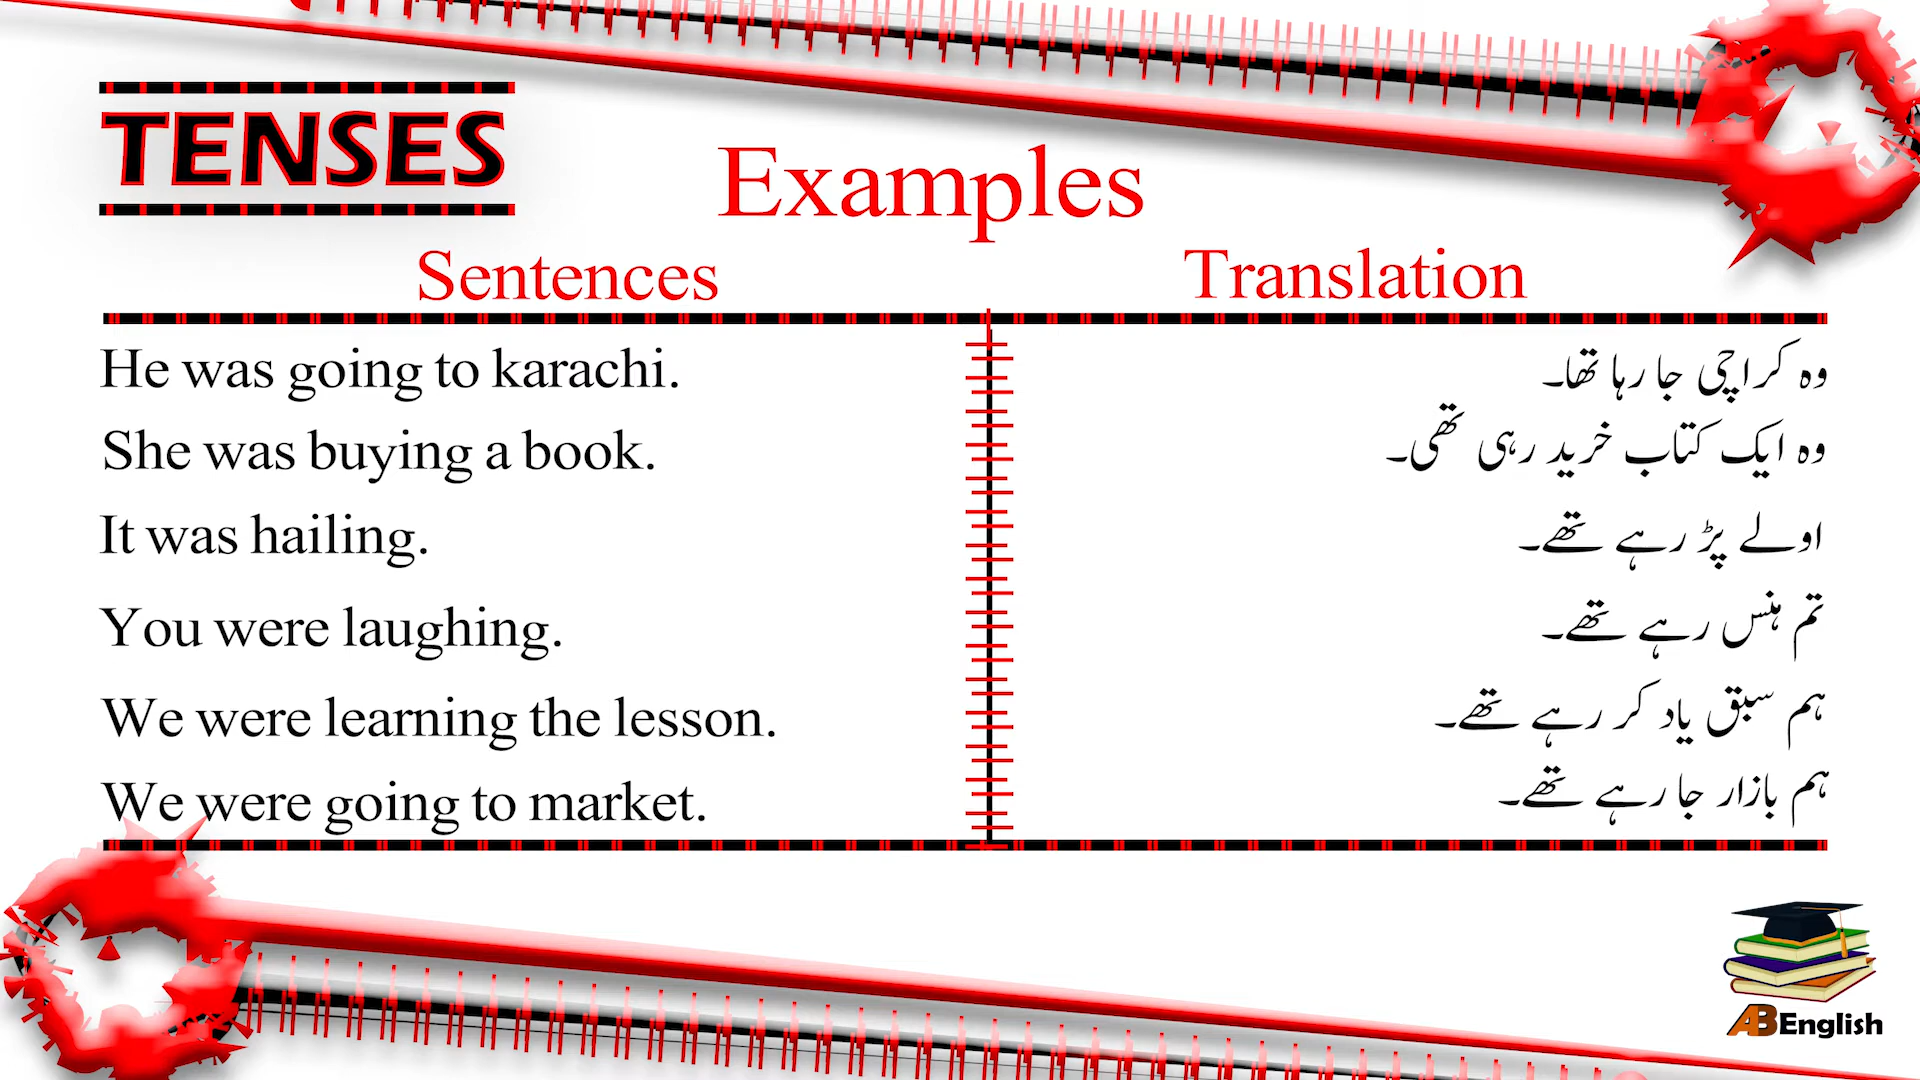 TENSES
Examples
Sentences Translation
He was going to karachi. وہ کراچی جا رہا تھا۔
She was buying a book. وہ ایک کتاب خرید رہی تھی۔
It was hailing. اولے پڑ رہے تھے۔
You were laughing. تم ہنس رہے تھے۔
We were learning the lesson. ہم سبق یاد کر رہے تھے۔
We were going to market. ہم بازار جا رہے تھے۔
ABEnglish